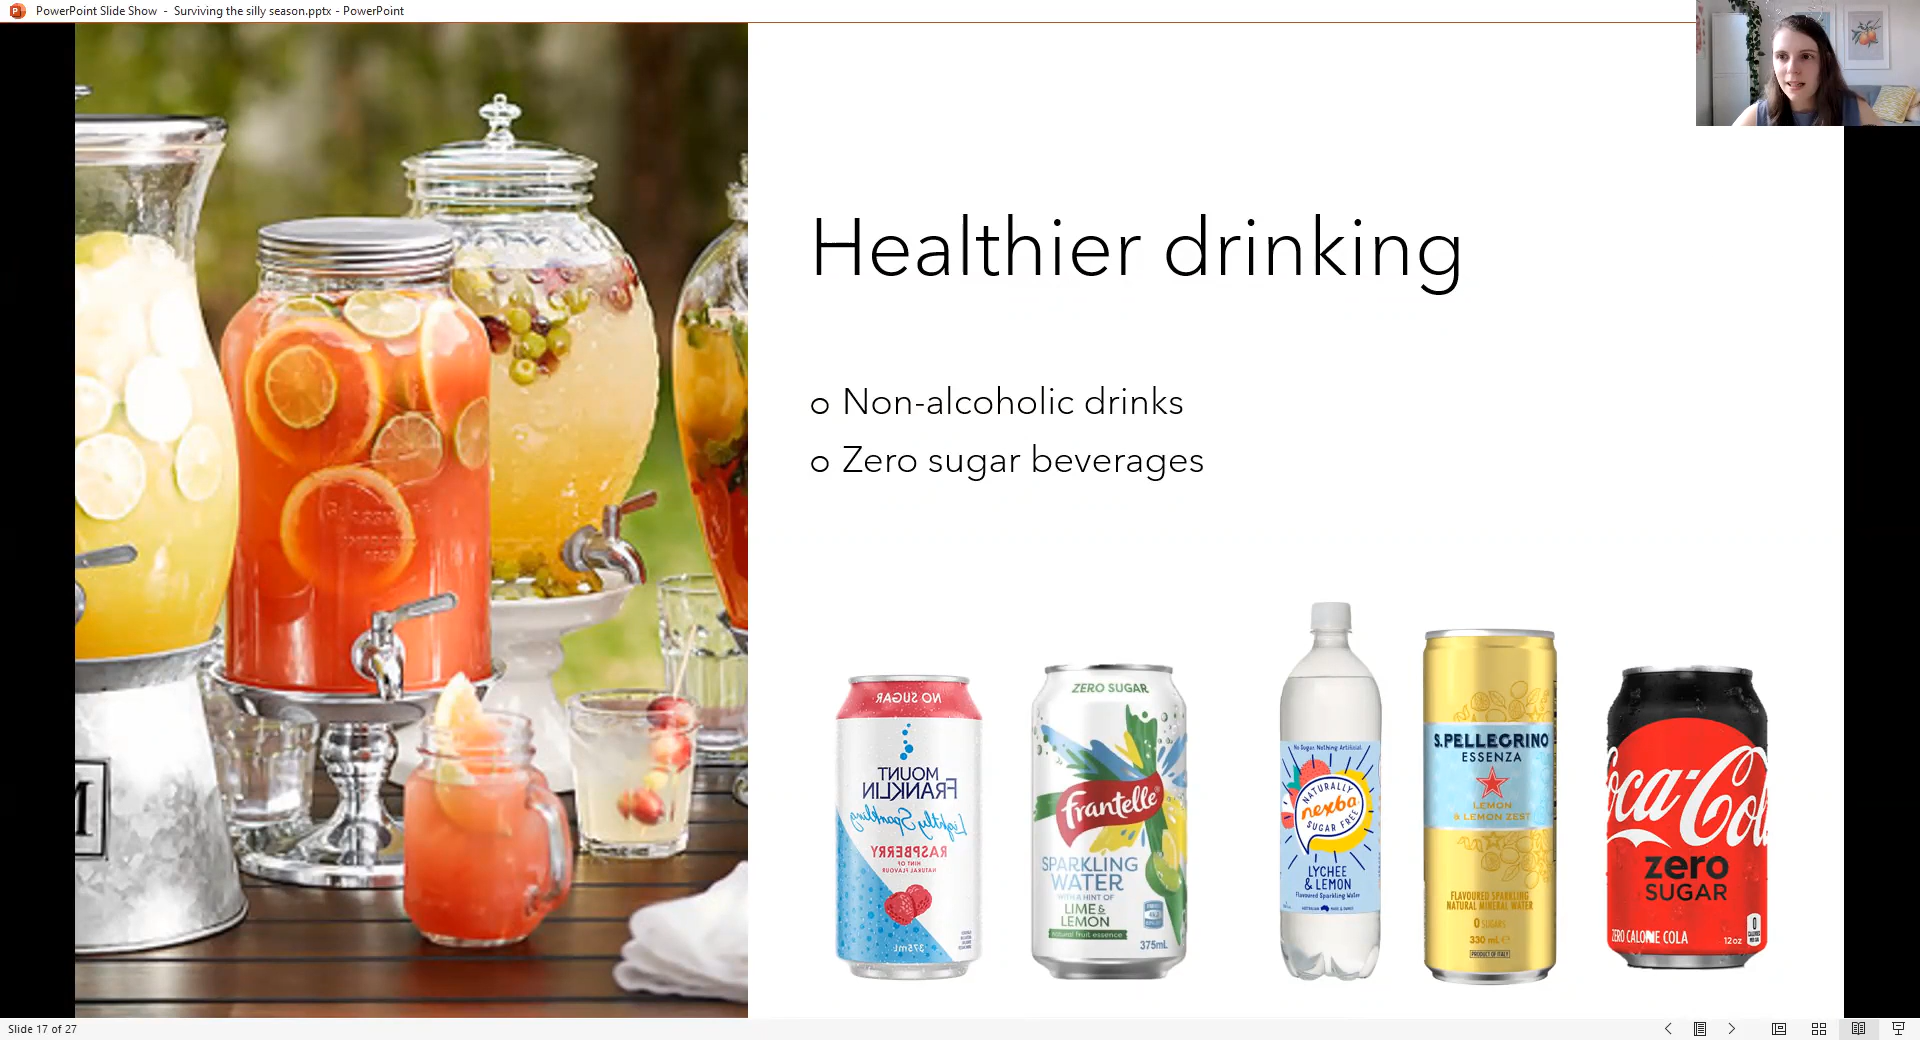 PowerPoint Slide Show - Surviving the silly season.pptx - PowerPoint
Healthier drinking
o Non-alcoholic drinks
o Zero sugar beverages
NO SUGAR
MOUNT
FRANKLIN
Lightly Sparkling
RASPBERRY
HINT OF
NATURAL FLAVOUR
375mL
ZERO SUGAR
frantelle
SPARKLING
WATER
WITH A HINT OF
LIME &
LEMON
natural fruit essence
375mL
No Sugar. Nothing Artificial.
NATURALLY
nexba
SUGAR FREE
LYCHEE
& LEMON
Flavoured Sparkling Water
S.PELLEGRINO
ESSENZA
LEMON
& LEMON ZEST
FLAVOURED SPARKLING
NATURAL MINERAL WATER
0 SUGARS
330 mL e
PRODUCT OF ITALY
Coca-Cola
zero
SUGAR
ZERO CALORIE COLA
12oz
0
M
Slide 17 of 27